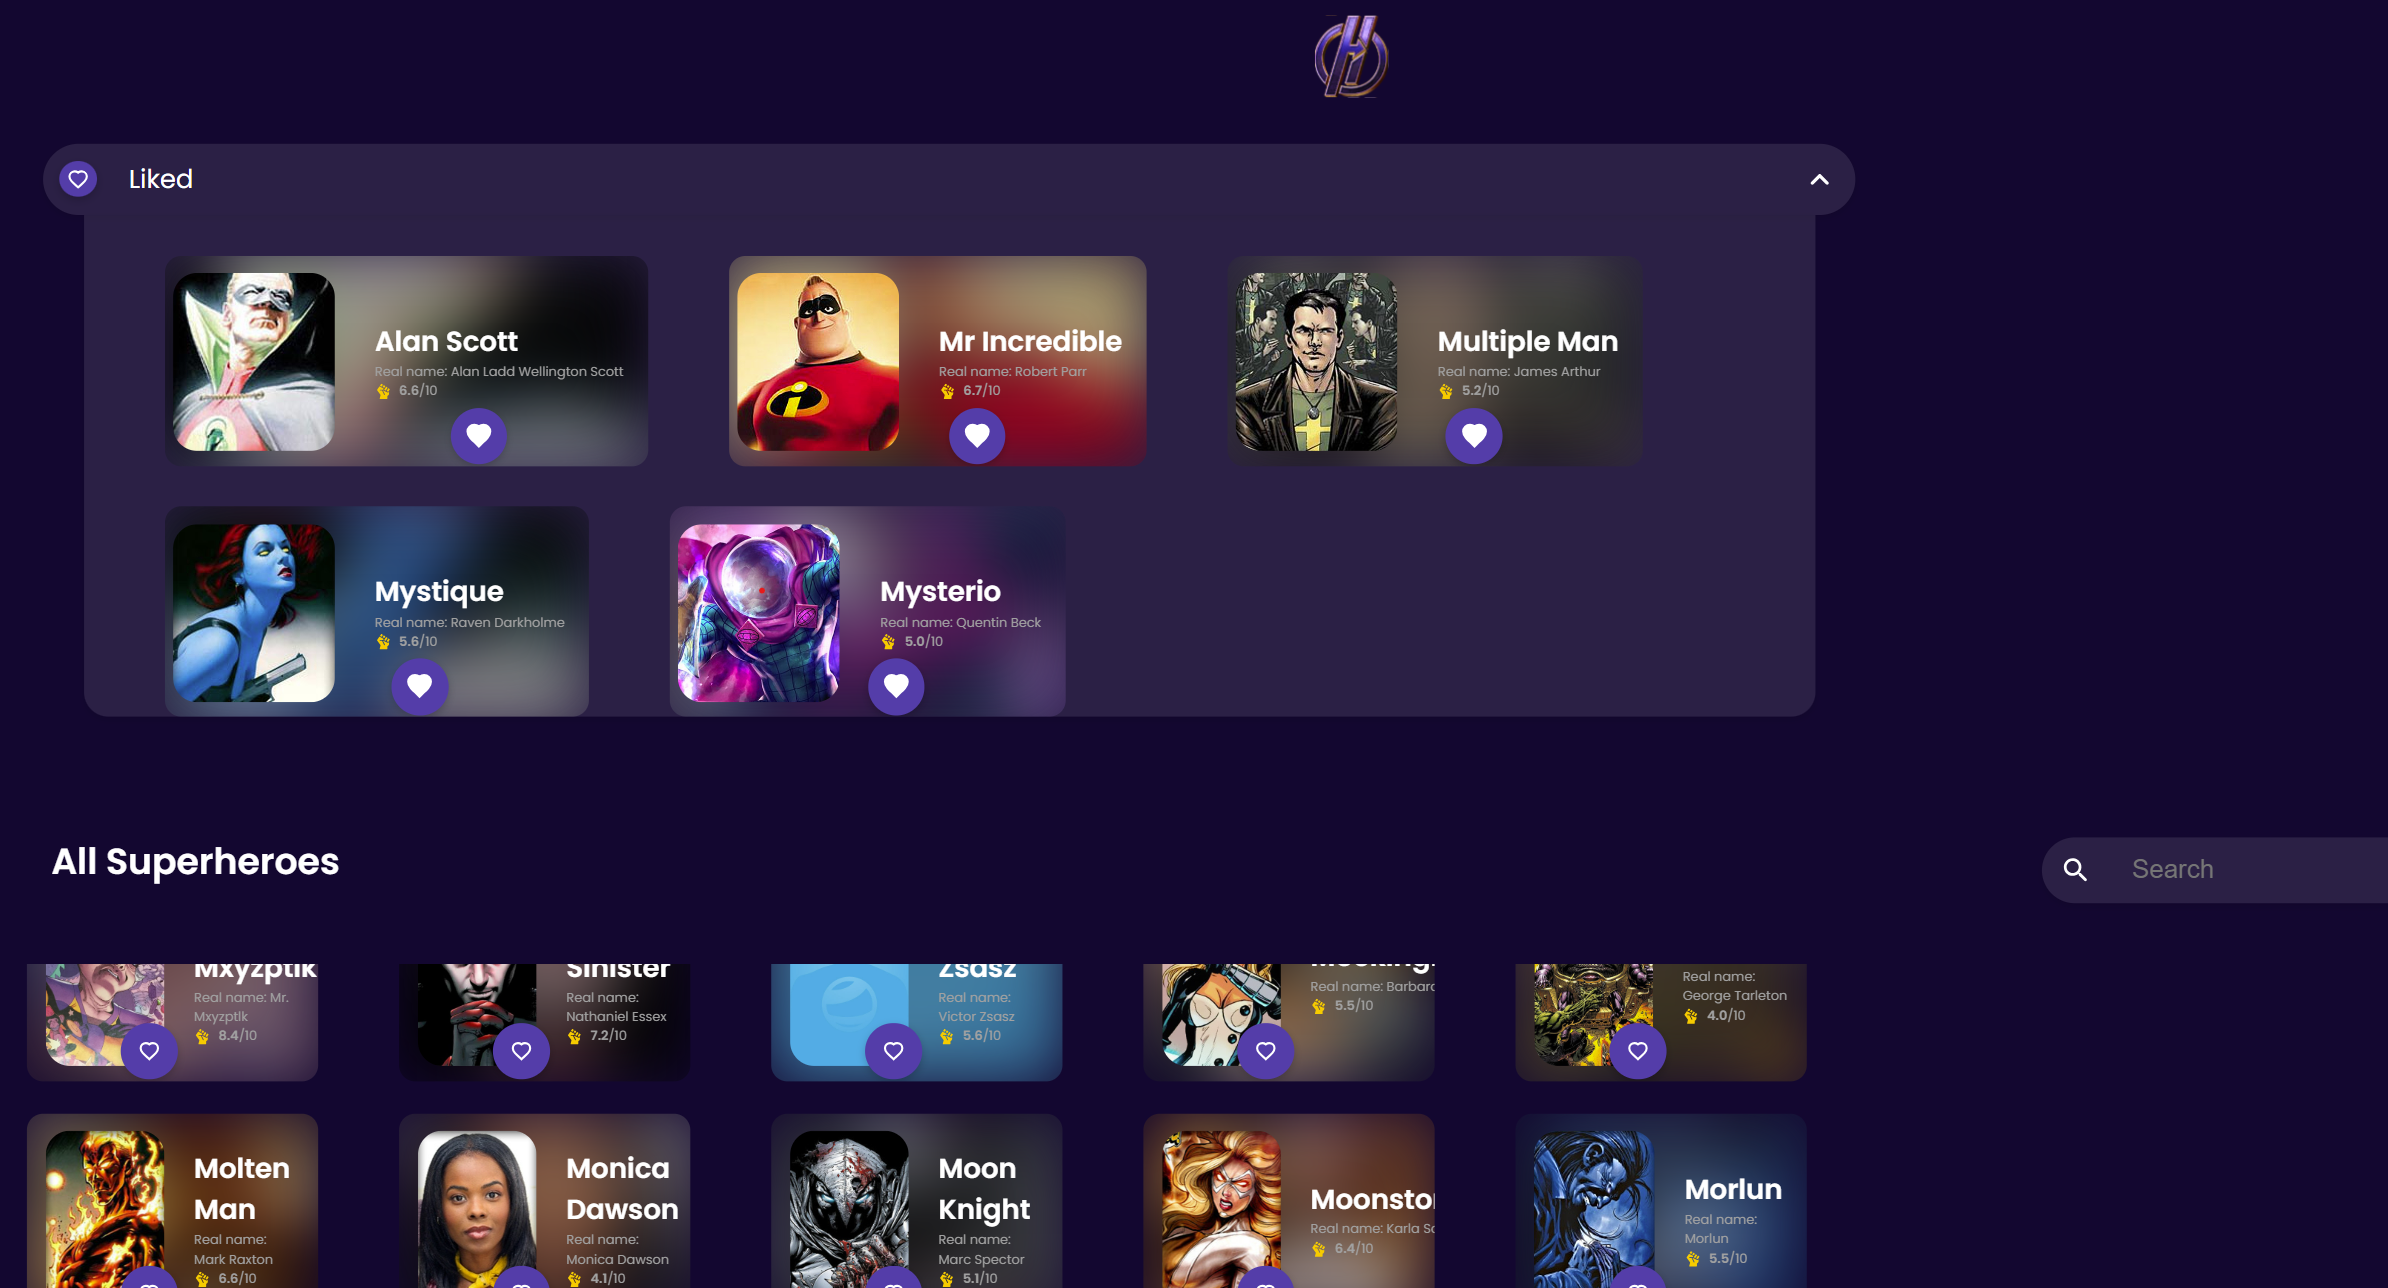 Liked
Alan Scott
Real name: Alan Ladd Wellington Scott
6.6/10
Mr Incredible
Real name: Robert Parr
6.7/10
Multiple Man
Real name: James Arthur
5.2/10
Mystique
Real name: Raven Darkholme
5.6/10
Mysterio
Real name: Quentin Beck
5.0/10
All Superheroes
Search
Mxyzptlk
Real name: Mr.
Mxyzptlk
8.4/10
Sinister
Real name:
Nathaniel Essex
7.2/10
Zsasz
Real name:
Victor Zsasz
5.6/10
Real name: Barbar
5.5/10
Real name:
George Tarleton
4.0/10
Molten
Man
Real name:
Mark Raxton
6.6/10
Monica
Dawson
Real name:
Monica Dawson
4.1/10
Moon
Knight
Real name:
Marc Spector
5.1/10
Moonsto
Real name: Karla S
6.4/10
Morlun
Real name:
Morlun
5.5/10